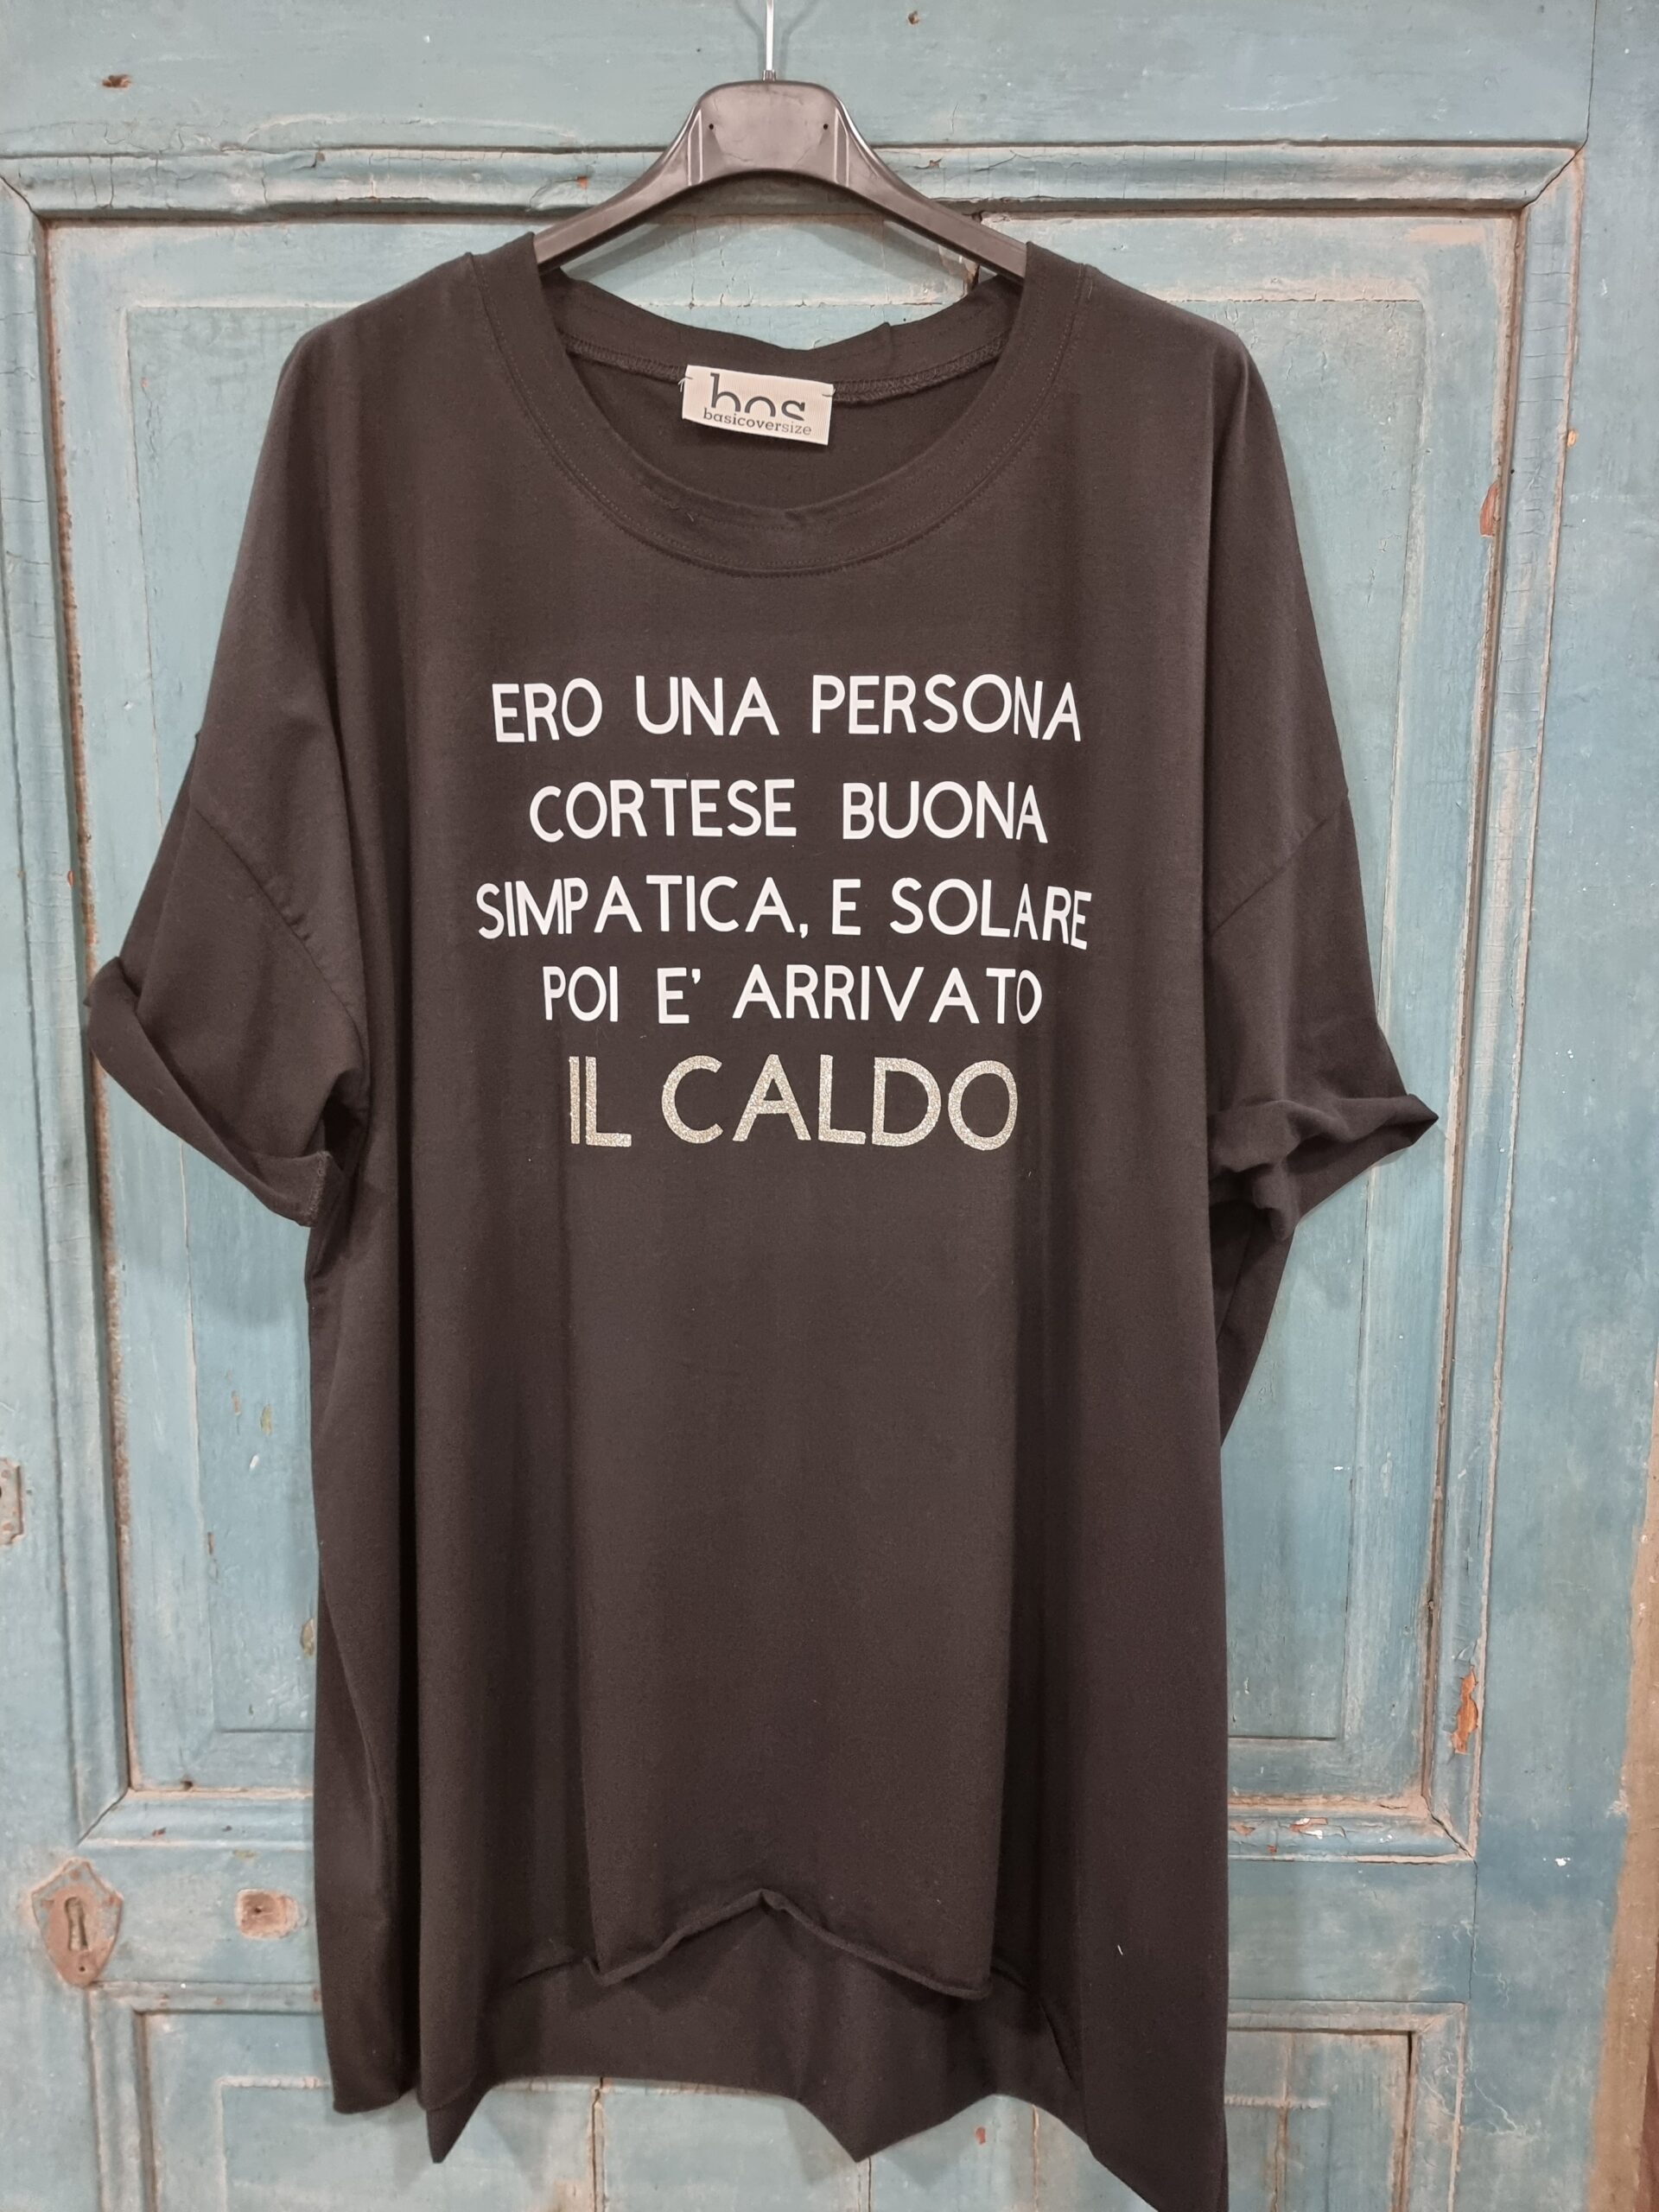 bos
basicoversize
ERO UNA PERSONA
CORTESE BUONA
SIMPATICA, E SOLARE
POI E' ARRIVATO
IL CALDO